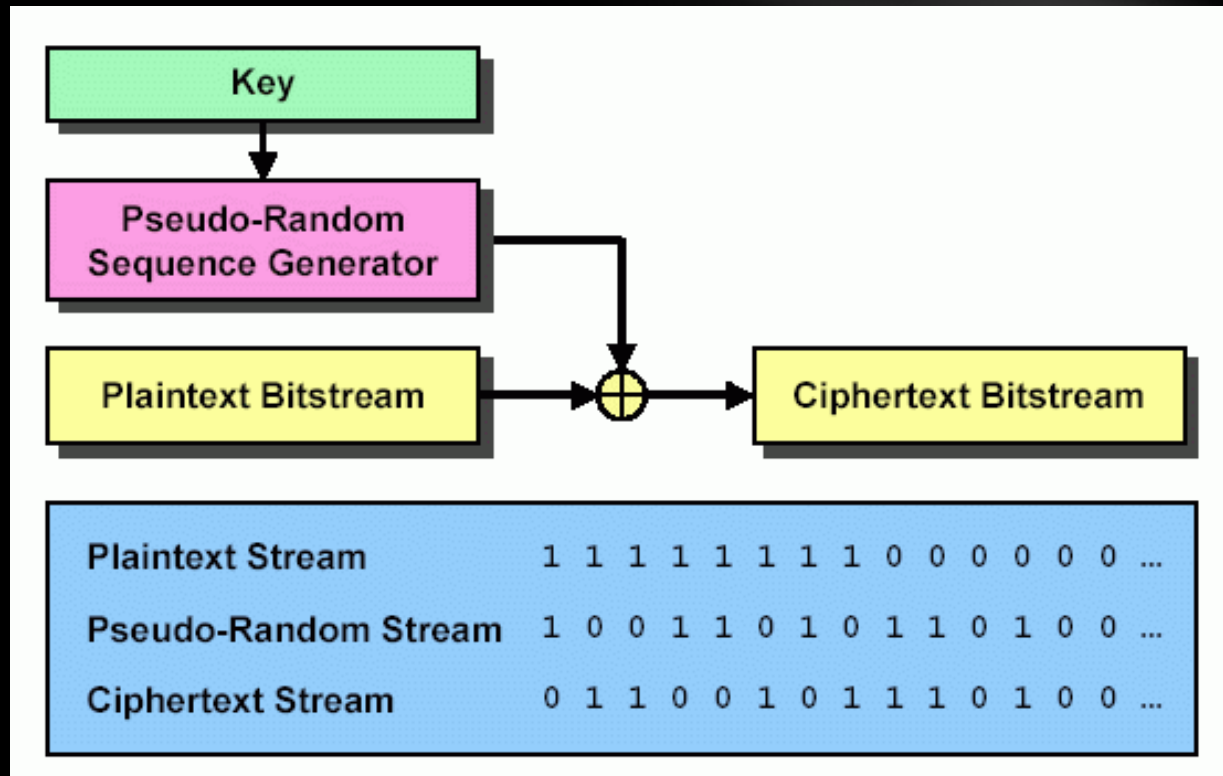 Key
Pseudo-Random
Sequence Generator
Plaintext Bitstream
Ciphertext Bitstream
Plaintext Stream 1 1 1 1 1 1 1 1 0 0 0 0 0 0 ...
Pseudo-Random Stream 1 0 0 1 1 0 1 0 1 1 0 1 0 0 ...
Ciphertext Stream 0 1 1 0 0 1 0 1 1 1 0 1 0 0 ...